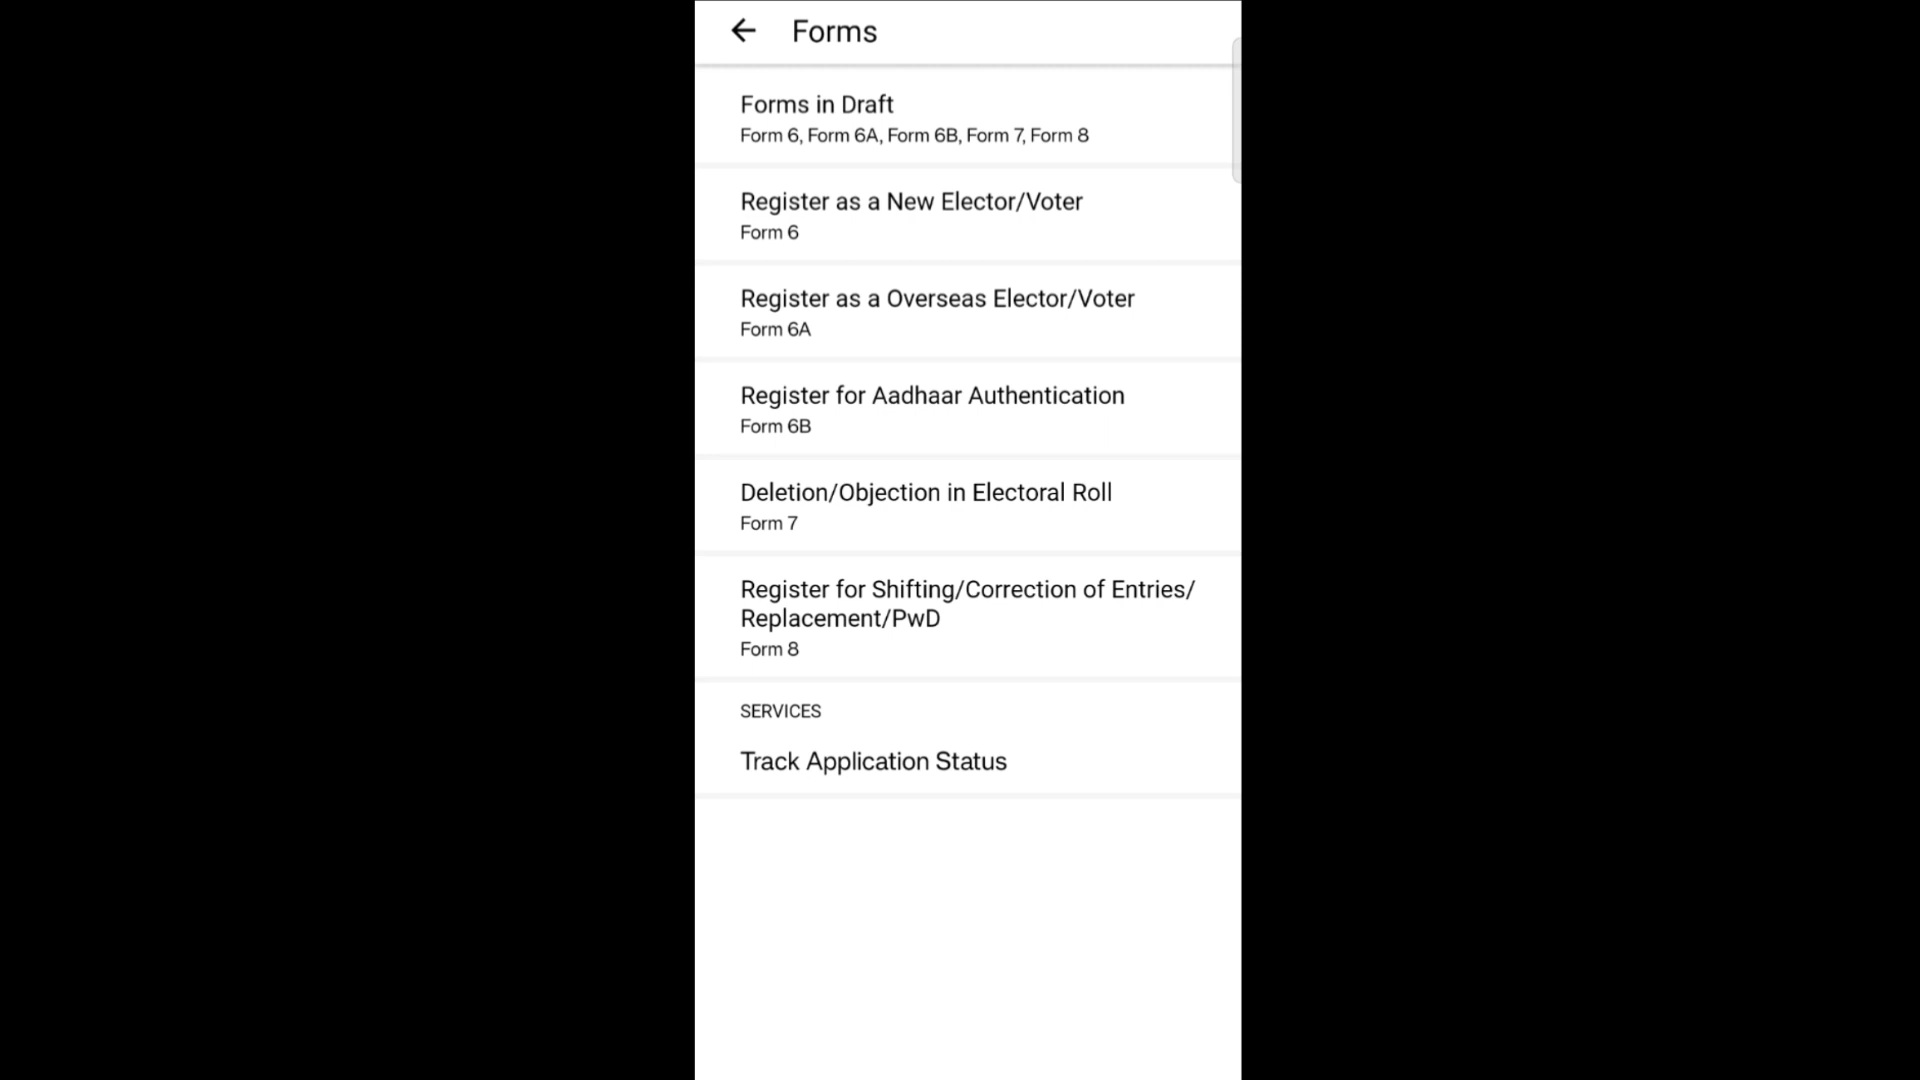 Forms
Forms in Draft
Form 6, Form 6A, Form 6B, Form 7, Form 8
Register as a New Elector/Voter
Form 6
Register as a Overseas Elector/Voter
Form 6A
Register for Aadhaar Authentication
Form 6B
Deletion/Objection in Electoral Roll
Form 7
Register for Shifting/Correction of Entries/
Replacement/PwD
Form 8
SERVICES
Track Application Status